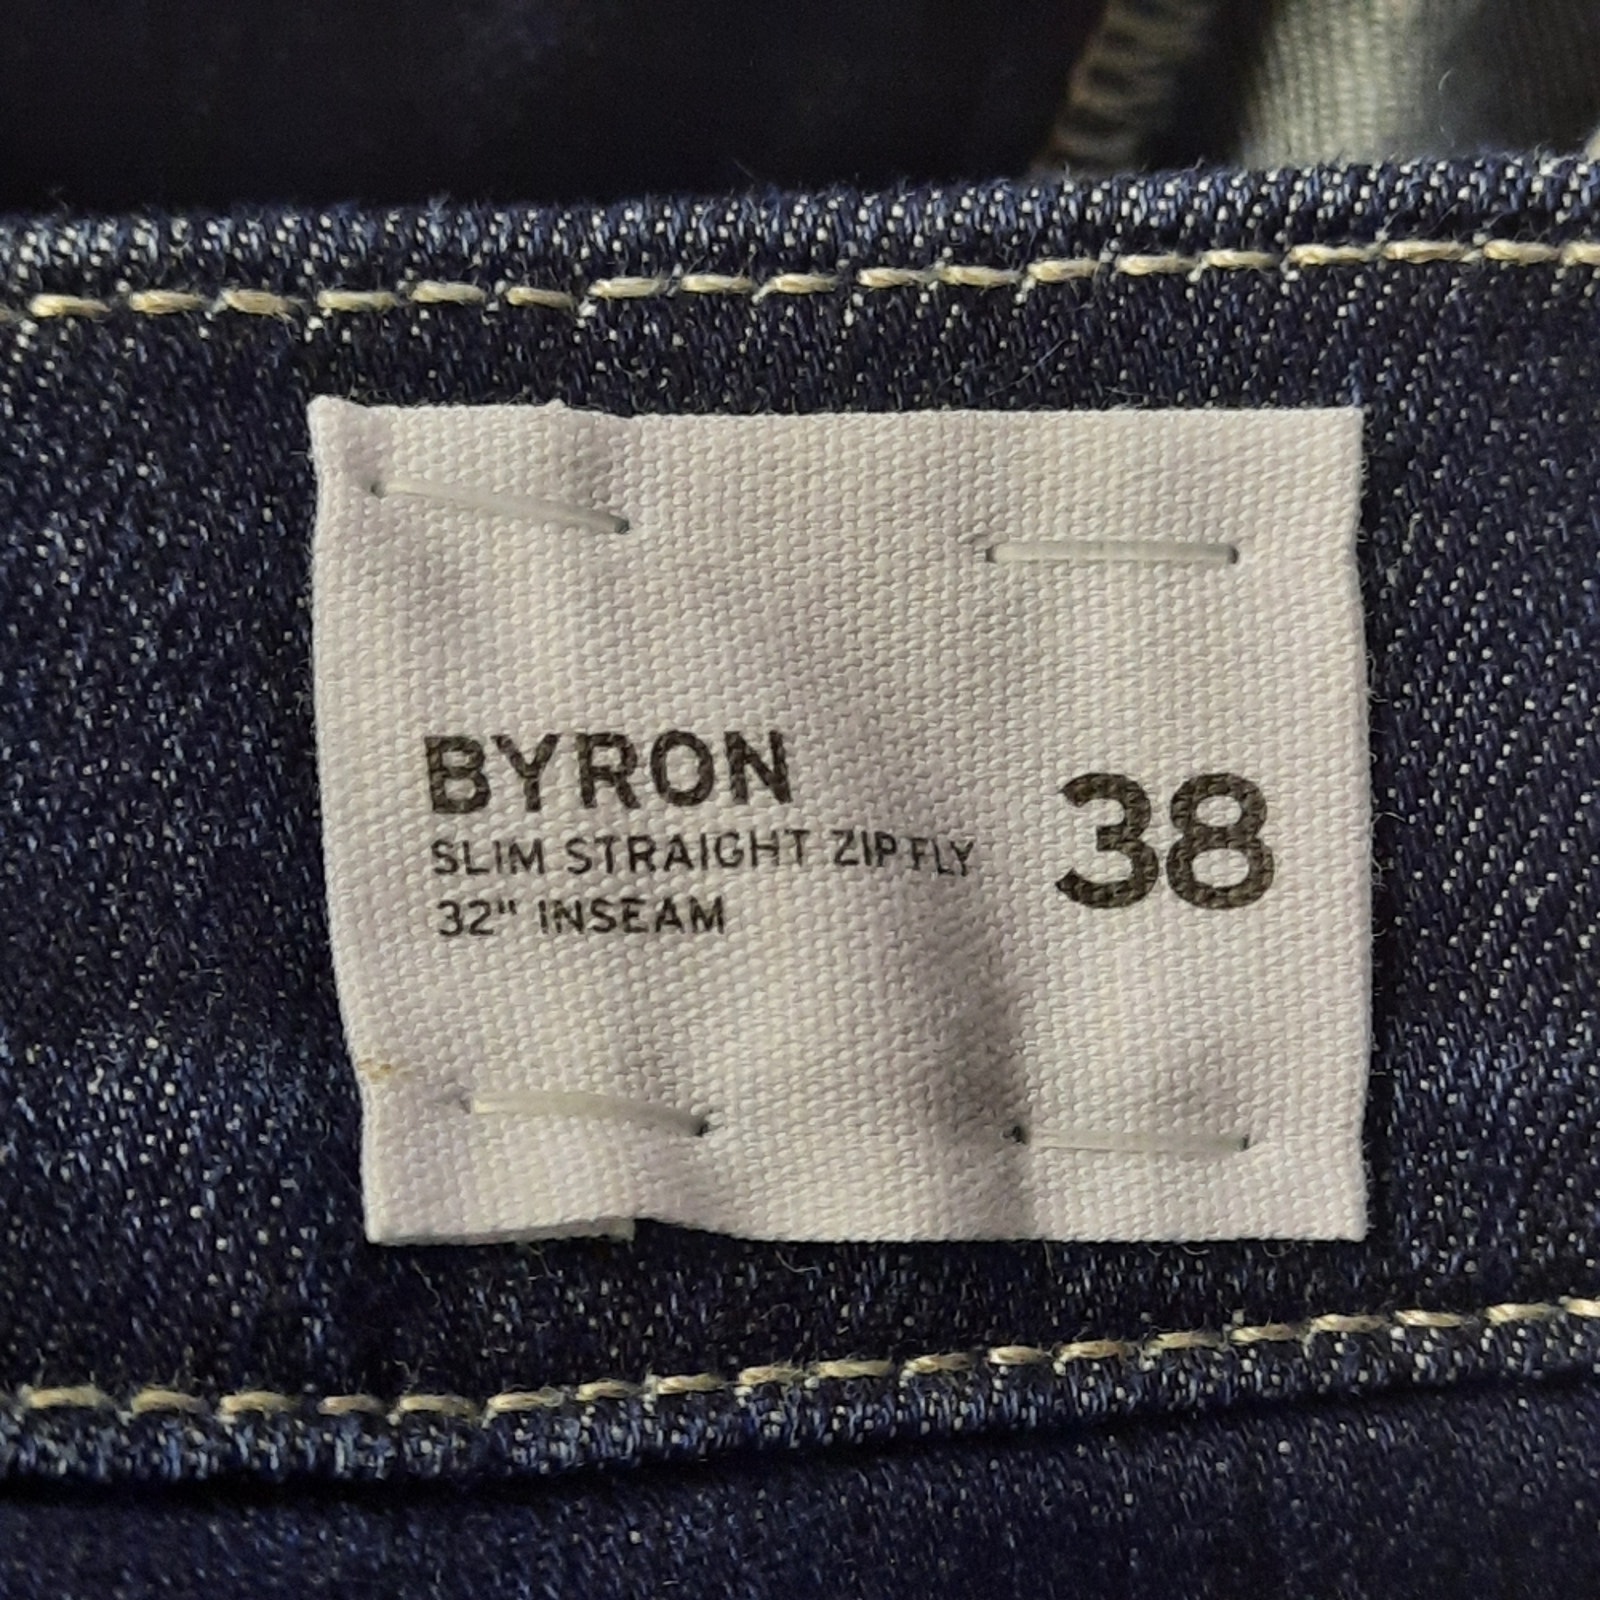 BYRON
SLIM STRAIGHT ZIP FLY
32" INSEAM
38